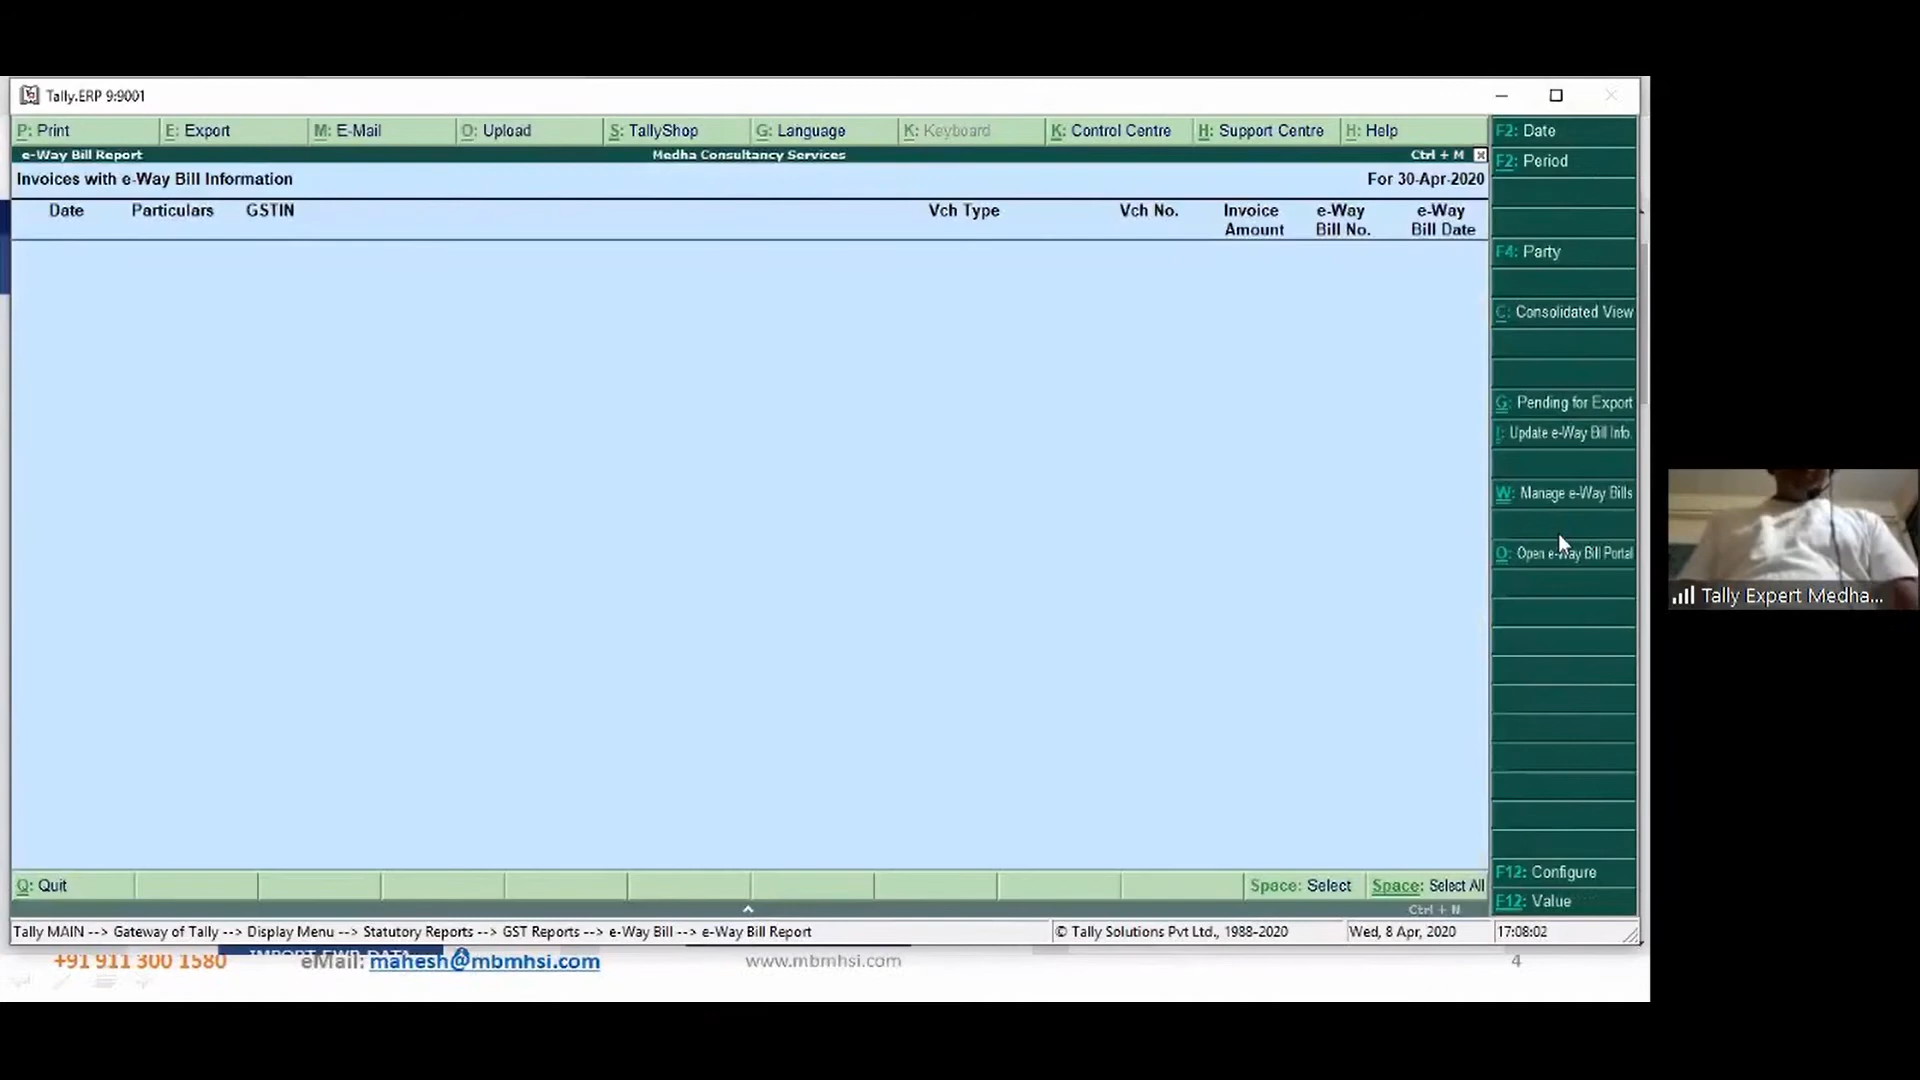 Tally.ERP 9:9001
P: Print E: Export M: E-Mail O: Upload S: TallyShop G: Language K: Keyboard K: Control Centre H: Support Centre H: Help
e-Way Bill Report Medha Consultancy Services Ctrl + M
Invoices with e-Way Bill Information For 30-Apr-2020
Date Particulars GSTIN Vch Type Vch No. Invoice Amount e-Way Bill No. e-Way Bill Date
F2: Date
F2: Period
F4: Party
C: Consolidated View
G: Pending for Export
I: Update e-Way Bill Info.
W: Manage e-Way Bills
O: Open e-Way Bill Portal
F12: Configure
F12: Value
Tally Expert Medha...
Q: Quit Space: Select Space: Select All
Ctrl + N
Tally MAIN --> Gateway of Tally --> Display Menu --> Statutory Reports --> GST Reports --> e-Way Bill --> e-Way Bill Report © Tally Solutions Pvt Ltd., 1988-2020 Wed, 8 Apr, 2020 17:08:02
IMPORT EWB DATA
+91 911 300 1580 eMail: mahesh@mbmhsi.com www.mbmhsi.com 4